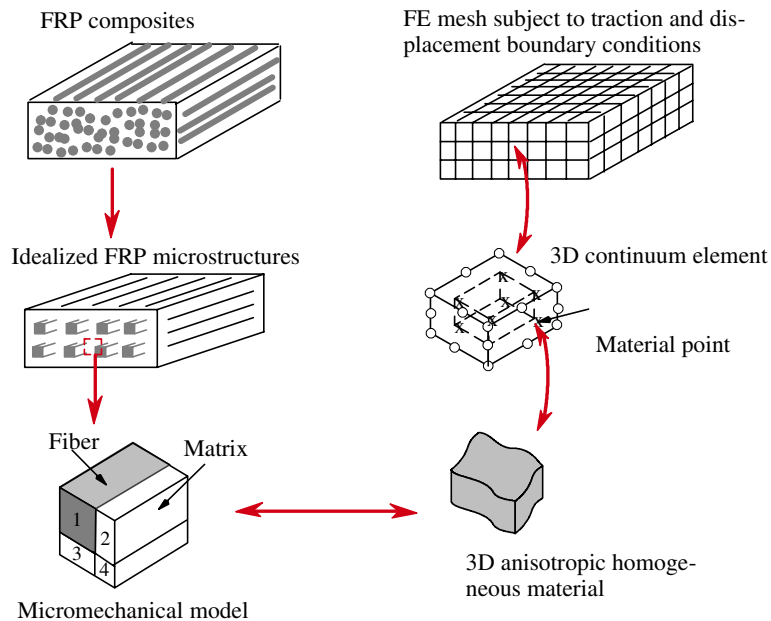 FRP composites
FE mesh subject to traction and dis-
placement boundary conditions
Idealized FRP microstructures
3D continuum element
x
x
x
x
x
x
x
x
Material point
Fiber
Matrix
1
2
3
4
3D anisotropic homoge-
neous material
Micromechanical model